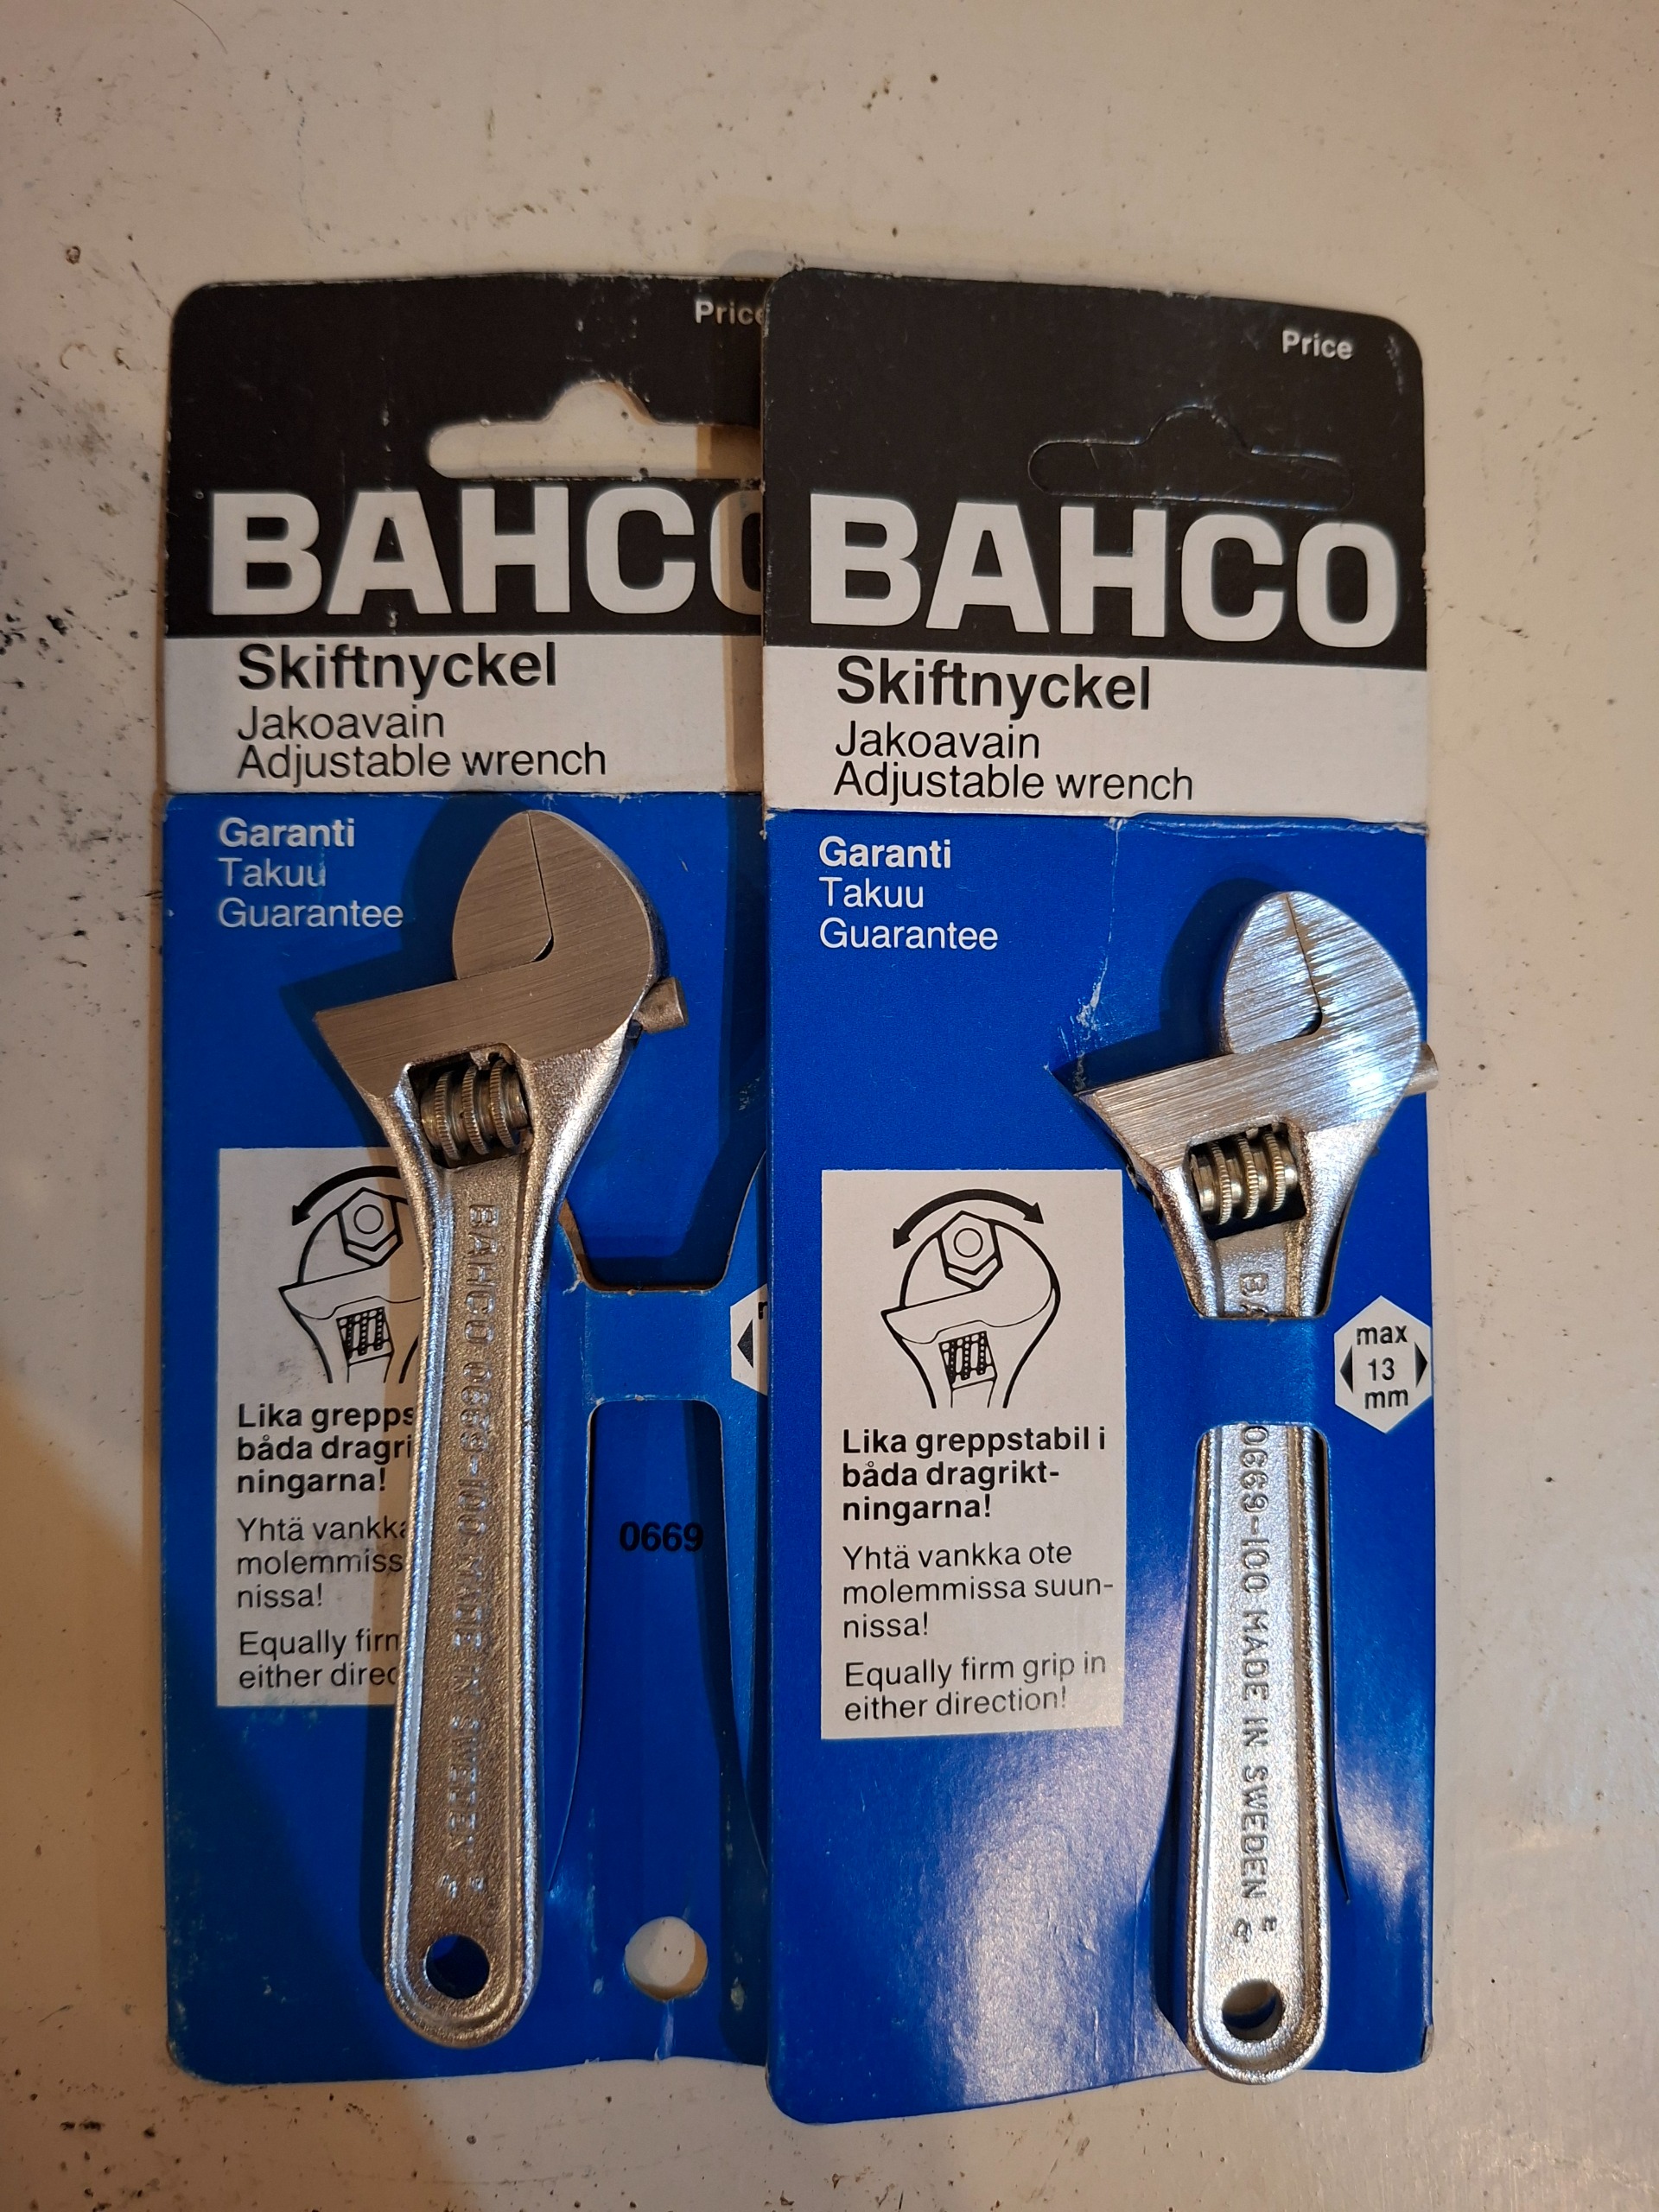 Price
BAHCO
Skiftnyckel
Jakoavain
Adjustable wrench
Garanti
Takuu
Guarantee
BAHCO 0669-100 MADE IN SWEDEN
Lika grepps
båda dragri
ningarna!
Yhtä vankka
molemmiss
nissa!
Equally firm
either direc
0669
Price
BAHCO
Skiftnyckel
Jakoavain
Adjustable wrench
Garanti
Takuu
Guarantee
max
13
mm
Lika greppstabil i
båda dragrikt-
ningarna!
Yhtä vankka ote
molemmissa suun-
nissa!
Equally firm grip in
either direction!
BA
0669-100 MADE IN SWEDEN